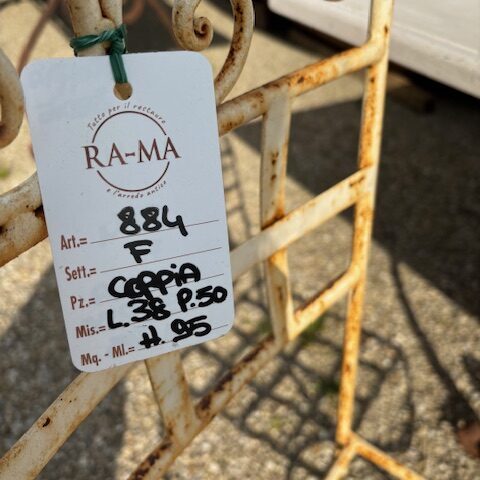 Tutto per il restauro
RA-MA
e l'arredo antico
Art.= 884
Sett.= F
Pz.= COPPIA
Mis.= L.38 P.50
Mq. - Ml.= H. 95